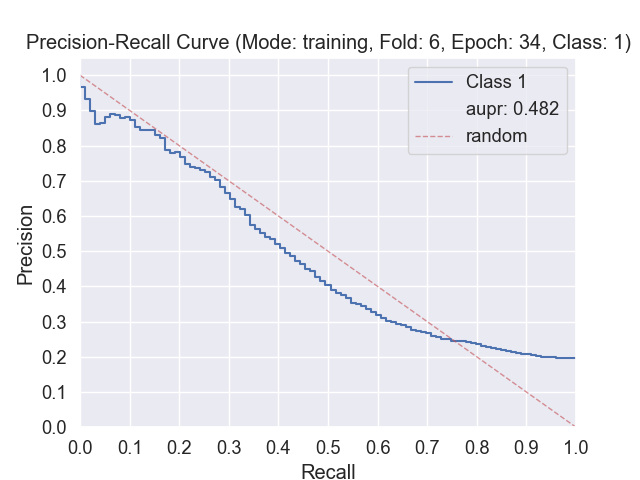 Precision-Recall Curve (Mode: training, Fold: 6, Epoch: 34, Class: 1)
1.0
0.9
0.8
0.7
0.6
0.5
0.4
0.3
0.2
0.1
0.0
Precision
Class 1
aupr: 0.482
random
0.0 0.1 0.2 0.3 0.4 0.5 0.6 0.7 0.8 0.9 1.0
Recall